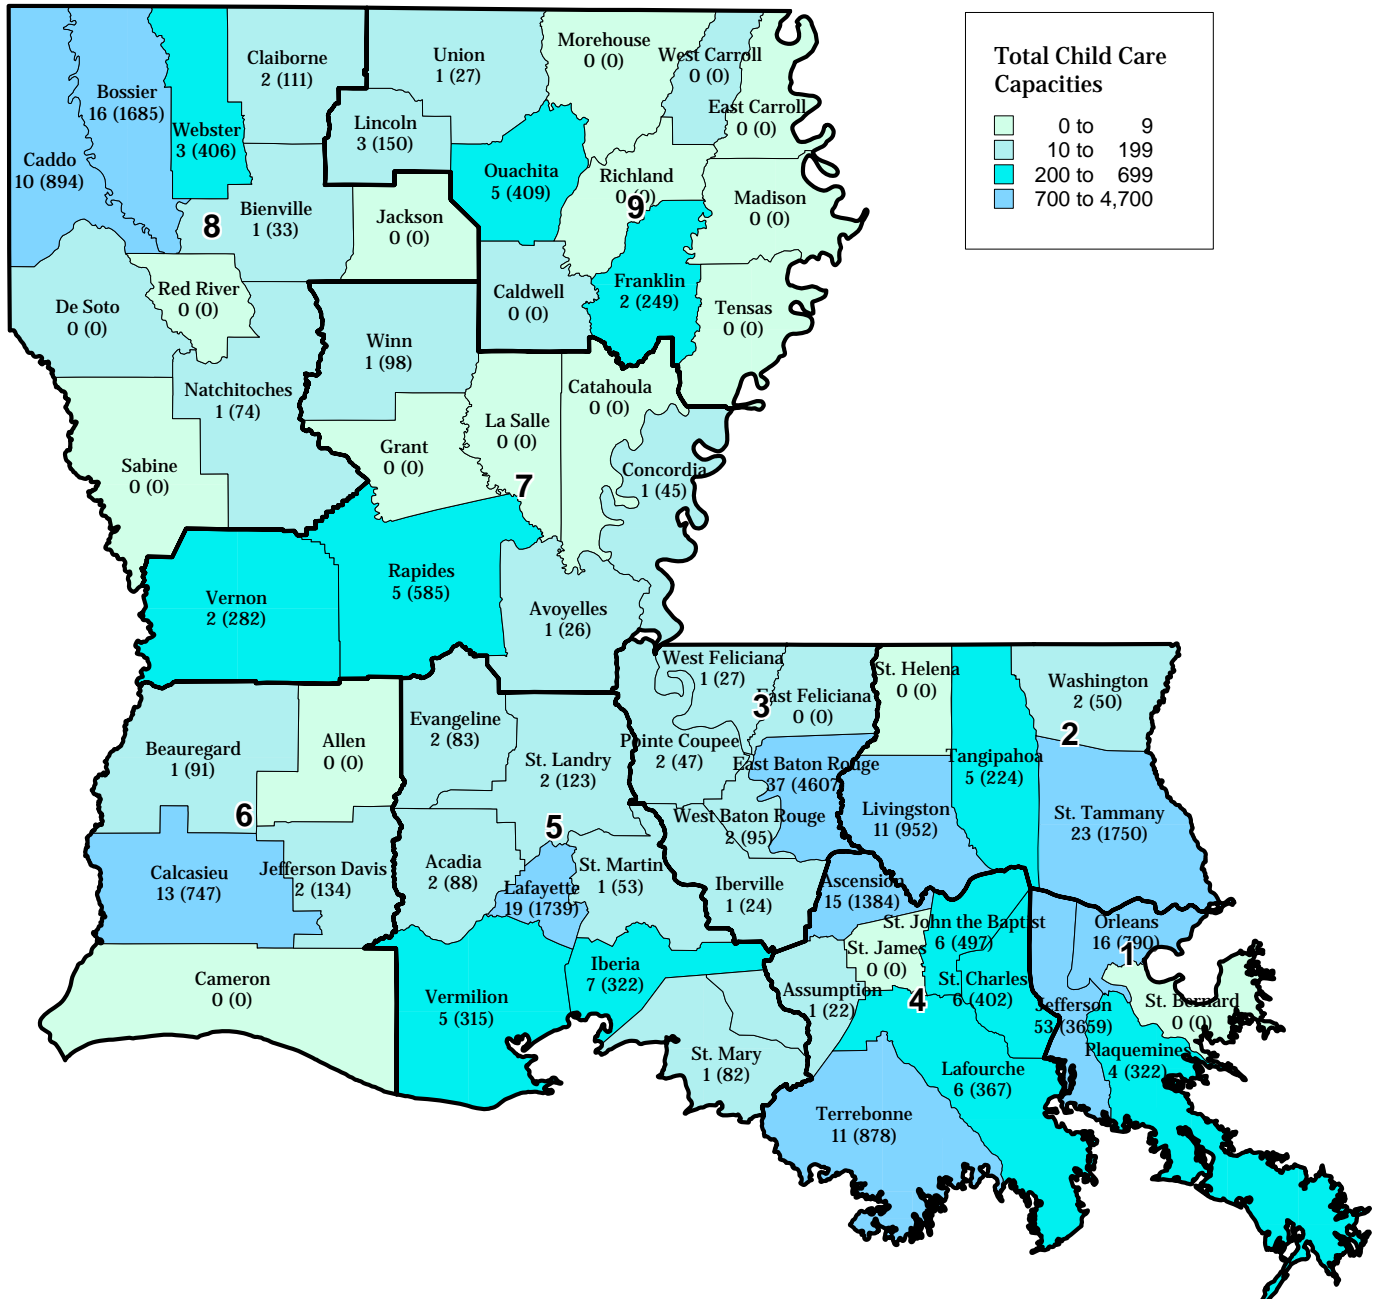 Total Child Care
Capacities
0 to 9
10 to 199
200 to 699
700 to 4,700
Caddo
10 (894)
Bossier
16 (1685)
Webster
3 (406)
Claiborne
2 (111)
Union
1 (27)
Morehouse
0 (0)
West Carroll
0 (0)
East Carroll
0 (0)
Lincoln
3 (150)
Ouachita
5 (409)
Richland
0 (0)
9
Madison
0 (0)
8
Bienville
1 (33)
Jackson
0 (0)
De Soto
0 (0)
Red River
0 (0)
Caldwell
0 (0)
Franklin
2 (249)
Tensas
0 (0)
Natchitoches
1 (74)
Winn
1 (98)
La Salle
0 (0)
Catahoula
0 (0)
Sabine
0 (0)
Grant
0 (0)
7
Concordia
1 (45)
Vernon
2 (282)
Rapides
5 (585)
Avoyelles
1 (26)
West Feliciana
1 (27)
3
East Feliciana
0 (0)
St. Helena
0 (0)
Washington
2 (50)
2
Beauregard
1 (91)
Allen
0 (0)
Evangeline
2 (83)
St. Landry
2 (123)
Pointe Coupee
2 (47)
East Baton Rouge
37 (4607)
Tangipahoa
5 (224)
6
5
West Baton Rouge
2 (95)
Livingston
11 (952)
St. Tammany
23 (1750)
Calcasieu
13 (747)
Jefferson Davis
2 (134)
Acadia
2 (88)
Lafayette
19 (1739)
St. Martin
1 (53)
Iberville
1 (24)
Ascension
15 (1384)
St. John the Baptist
6 (497)
Orleans
16 (790)
1
Cameron
0 (0)
Vermilion
5 (315)
Iberia
7 (322)
St. James
0 (0)
Assumption
1 (22)
4
St. Charles
6 (402)
Jefferson
53 (3659)
St. Bernard
0 (0)
St. Mary
1 (82)
Lafourche
6 (367)
Plaquemines
4 (322)
Terrebonne
11 (878)